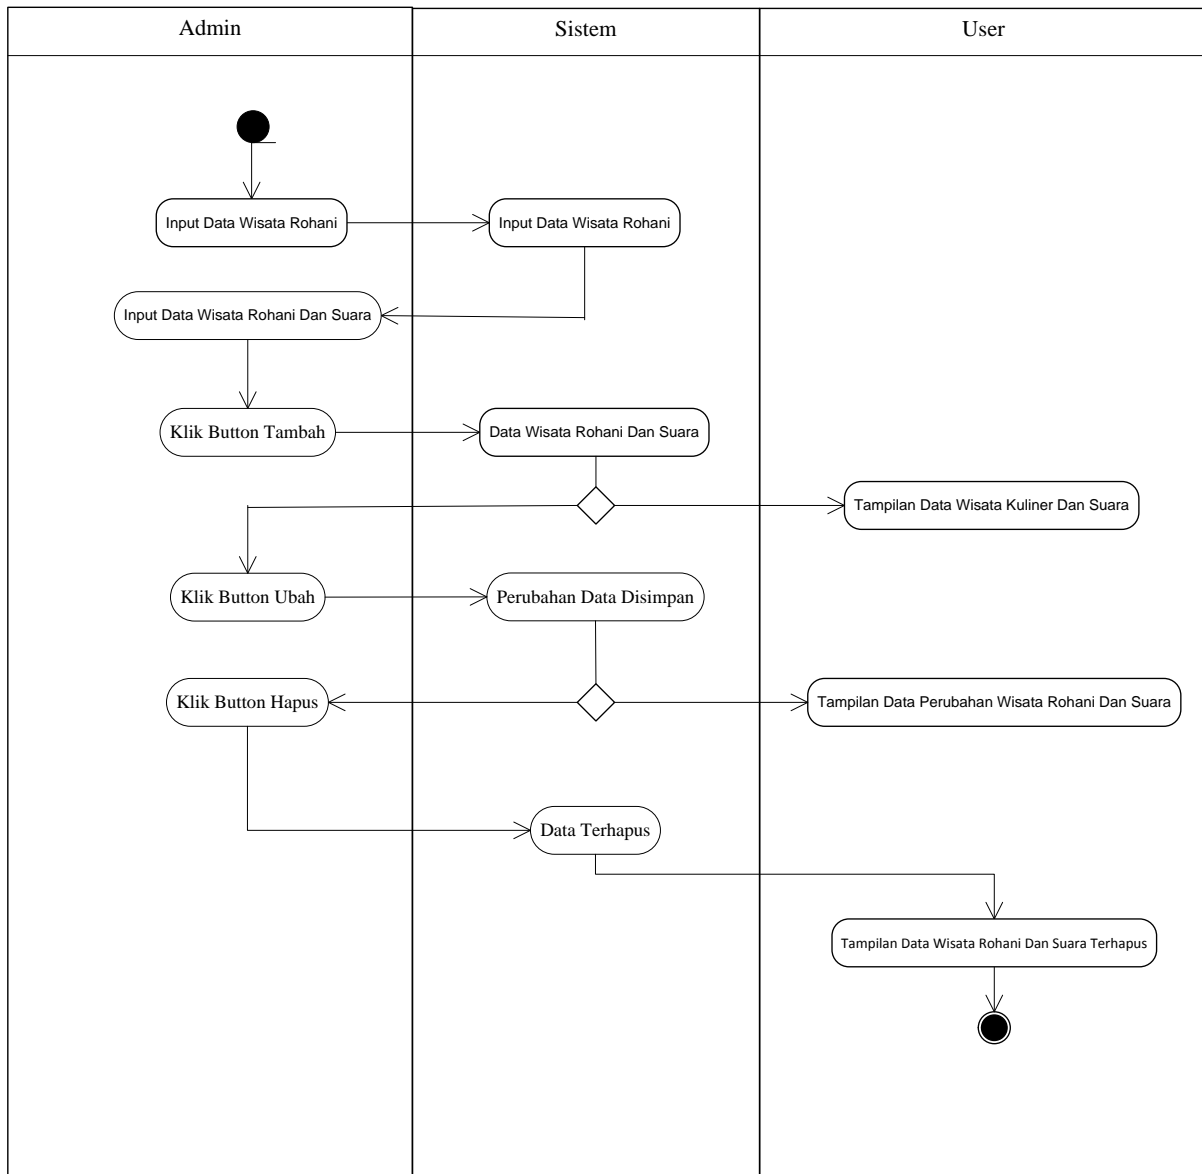 Admin
Sistem
User
Input Data Wisata Rohani
Input Data Wisata Rohani
Input Data Wisata Rohani Dan Suara
Klik Button Tambah
Data Wisata Rohani Dan Suara
Tampilan Data Wisata Kuliner Dan Suara
Klik Button Ubah
Perubahan Data Disimpan
Klik Button Hapus
Tampilan Data Perubahan Wisata Rohani Dan Suara
Data Terhapus
Tampilan Data Wisata Rohani Dan Suara Terhapus